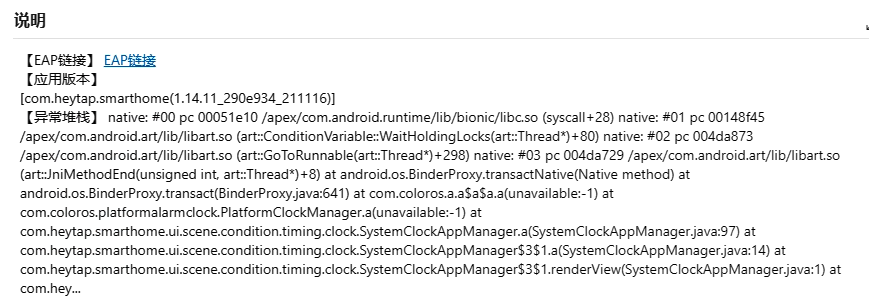 说明
【EAP链接】 EAP链接
【应用版本】
[com.heytap.smarthome(1.14.11_290e934_211116)]
【异常堆栈】 native: #00 pc 00051e10 /apex/com.android.runtime/lib/bionic/libc.so (syscall+28) native: #01 pc 00148f45
/apex/com.android.art/lib/libart.so (art::ConditionVariable::WaitHoldingLocks(art::Thread*)+80) native: #02 pc 004da873
/apex/com.android.art/lib/libart.so (art::GoToRunnable(art::Thread*)+298) native: #03 pc 004da729 /apex/com.android.art/lib/libart.so
(art::JniMethodEnd(unsigned int, art::Thread*)+8) at android.os.BinderProxy.transactNative(Native method) at
android.os.BinderProxy.transact(BinderProxy.java:641) at com.coloros.a.a$a$a.a(unavailable:-1) at
com.coloros.platformalarmclock.PlatformClockManager.a(unavailable:-1) at
com.heytap.smarthome.ui.scene.condition.timing.clock.SystemClockAppManager.a(SystemClockAppManager.java:97) at
com.heytap.smarthome.ui.scene.condition.timing.clock.SystemClockAppManager$3$1.a(SystemClockAppManager.java:14) at
com.heytap.smarthome.ui.scene.condition.timing.clock.SystemClockAppManager$3$1.renderView(SystemClockAppManager.java:1) at
com.hey...